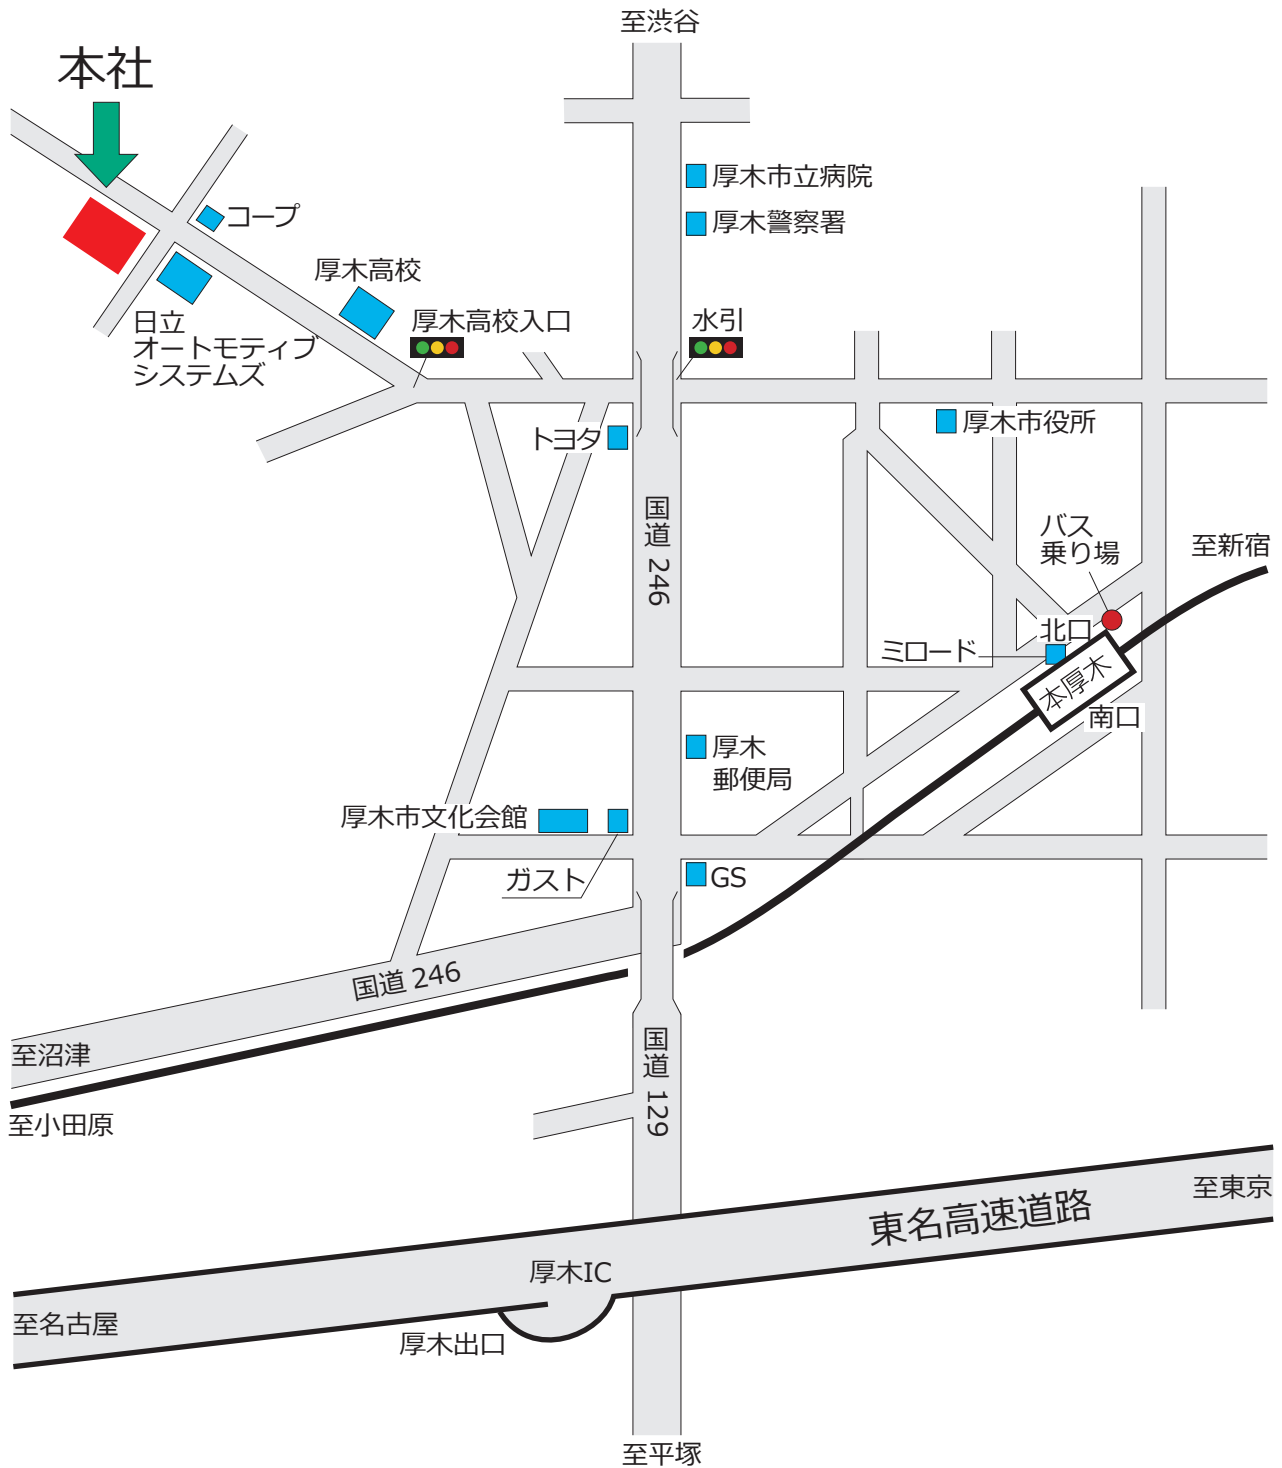 至渋谷
本社
厚木市立病院
厚木警察署
コープ
厚木高校
厚木高校入口
水引
日立
オートモティブ
システムズ
トヨタ
厚木市役所
国道 246
バス
乗り場
至新宿
北口
ミロード
本厚木
南口
厚木
郵便局
厚木市文化会館
ガスト
GS
国道 246
至沼津
至小田原
国道 129
至東京
東名高速道路
厚木IC
至名古屋
厚木出口
至平塚